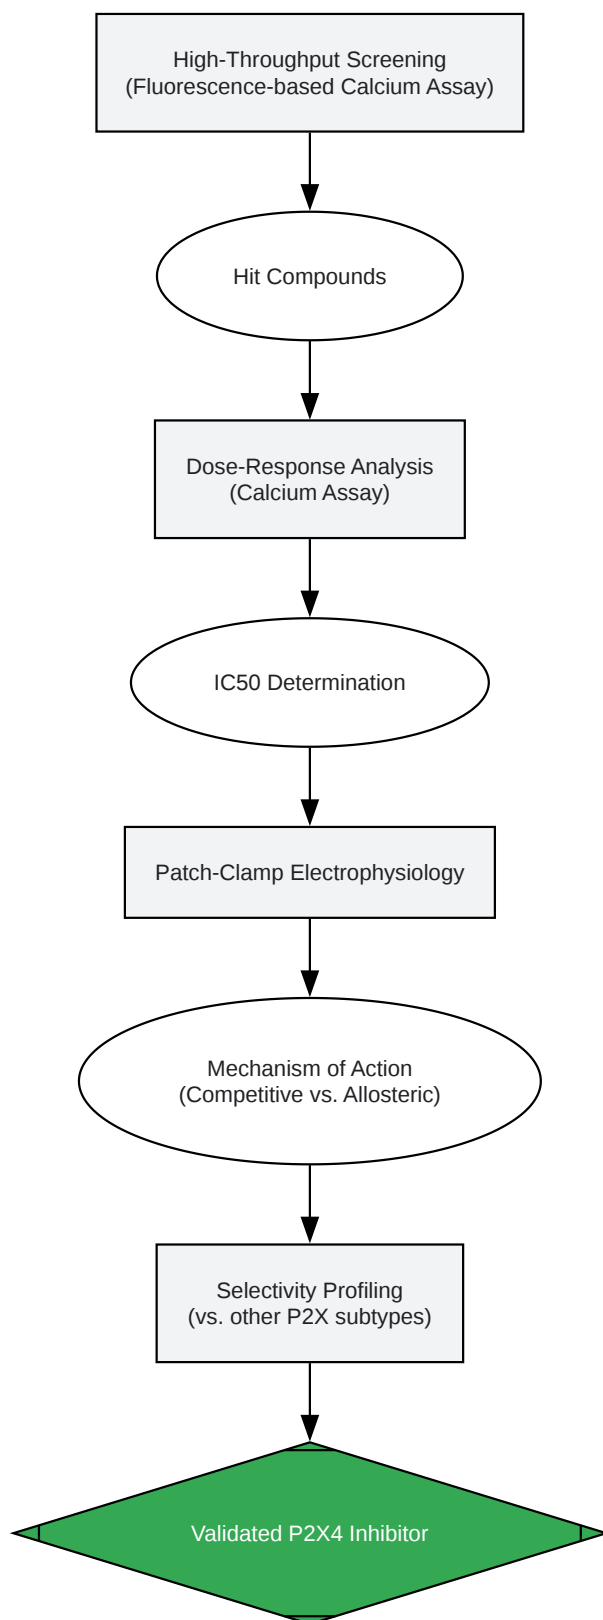 High-Throughput Screening
(Fluorescence-based Calcium Assay)
Hit Compounds
Dose-Response Analysis
(Calcium Assay)
IC50 Determination
Patch-Clamp Electrophysiology
Mechanism of Action
(Competitive vs. Allosteric)
Selectivity Profiling
(vs. other P2X subtypes)
Validated P2X4 Inhibitor